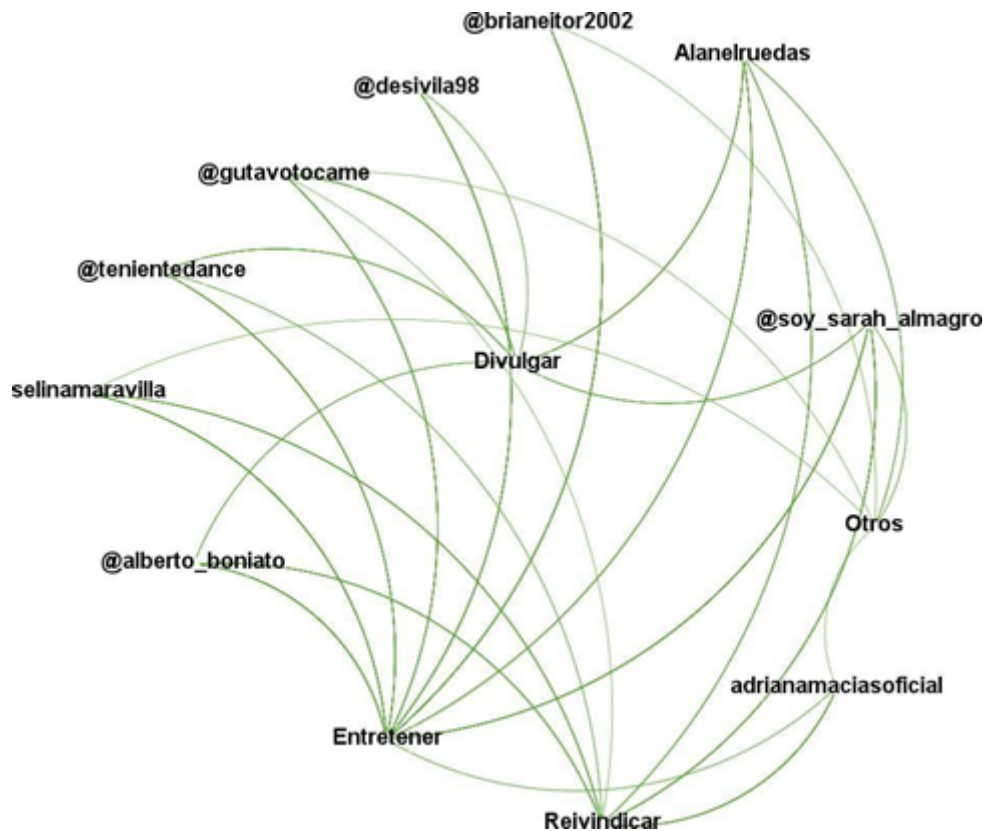 @brianeitor2002
Alanelruedas
@desivila98
@gutavotocame
@tenientedance
@soy_sarah_almagro
Divulgar
selinamaravilla
Otros
@alberto_boniato
adrianamaciasoficial
Entretener
Reivindicar